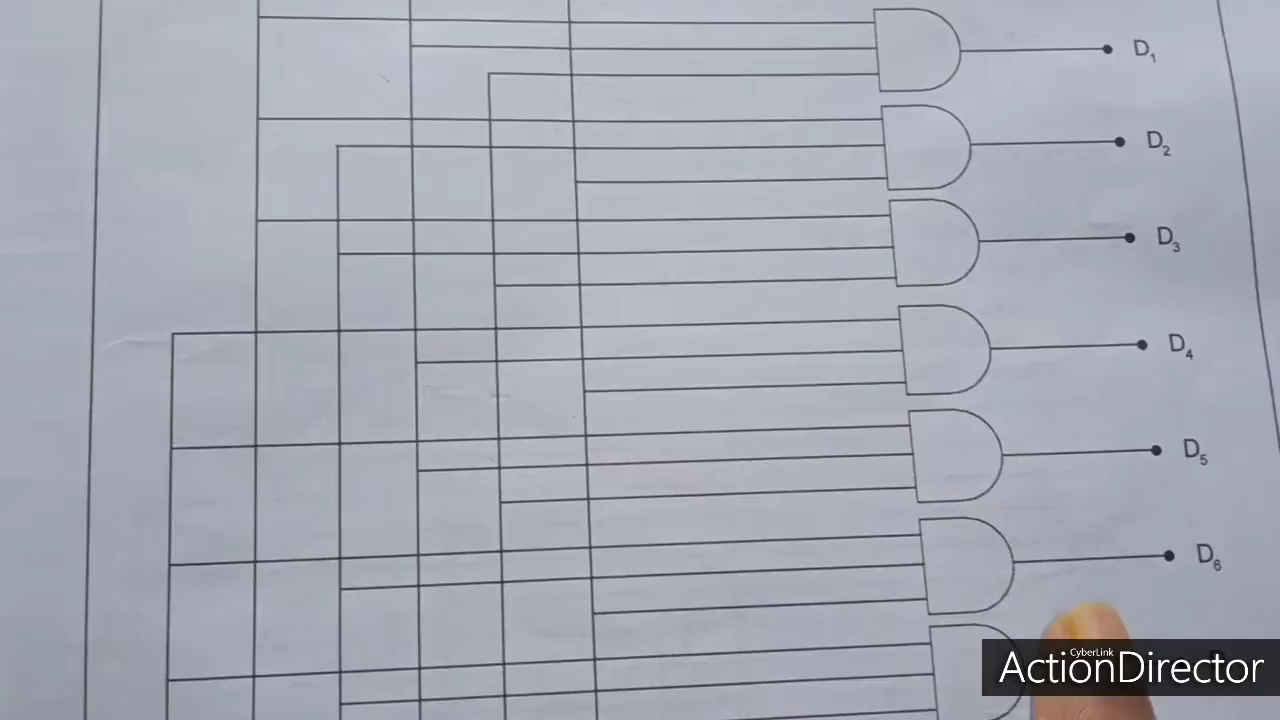 D₁
D₂
D₃
D₄
D₅
D₆
CyberLink
ActionDirector